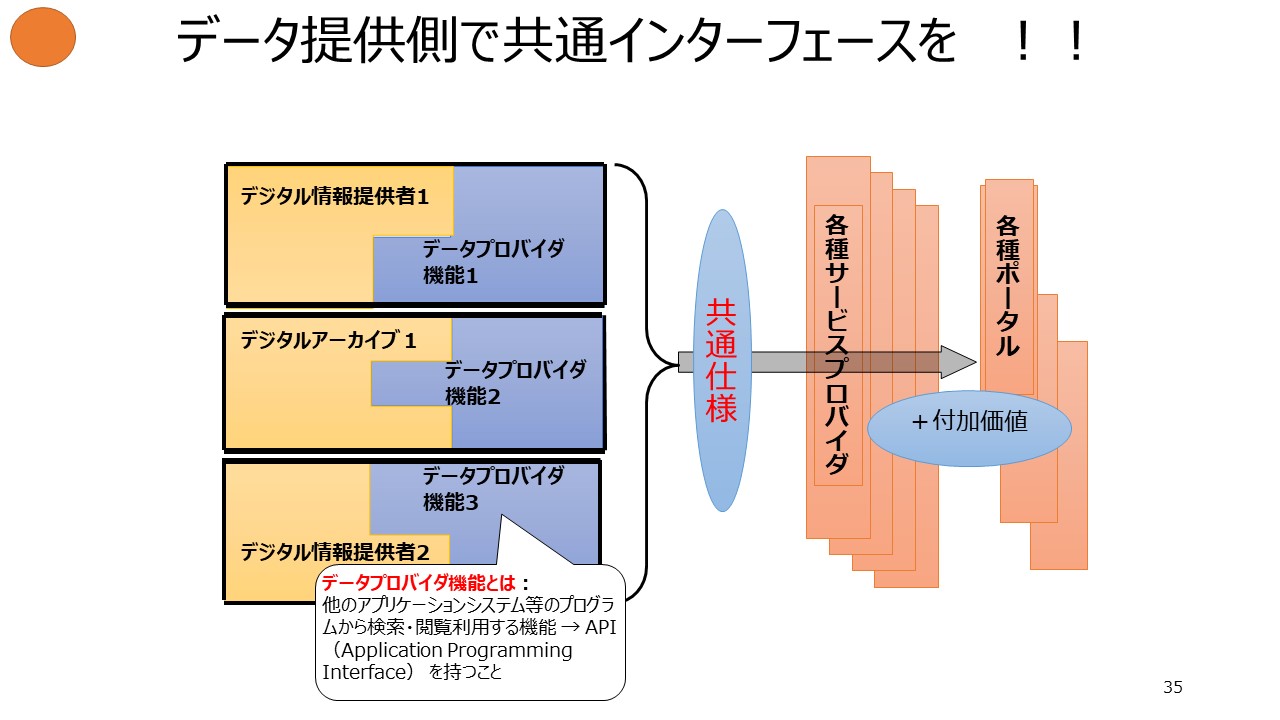 データ提供側で共通インターフェースを　！！
デジタル情報提供者1
データプロバイダ
機能1
デジタルアーカイブ1
データプロバイダ
機能2
データプロバイダ
機能3
デジタル情報提供者2
データプロバイダ機能とは：
他のアプリケーションシステム等のプログラ
ムから検索・閲覧利用する機能 → API
（Application Programming
Interface） を持つこと
共通仕様
各種サービスプロバイダ
各種ポータル
＋付加価値
35